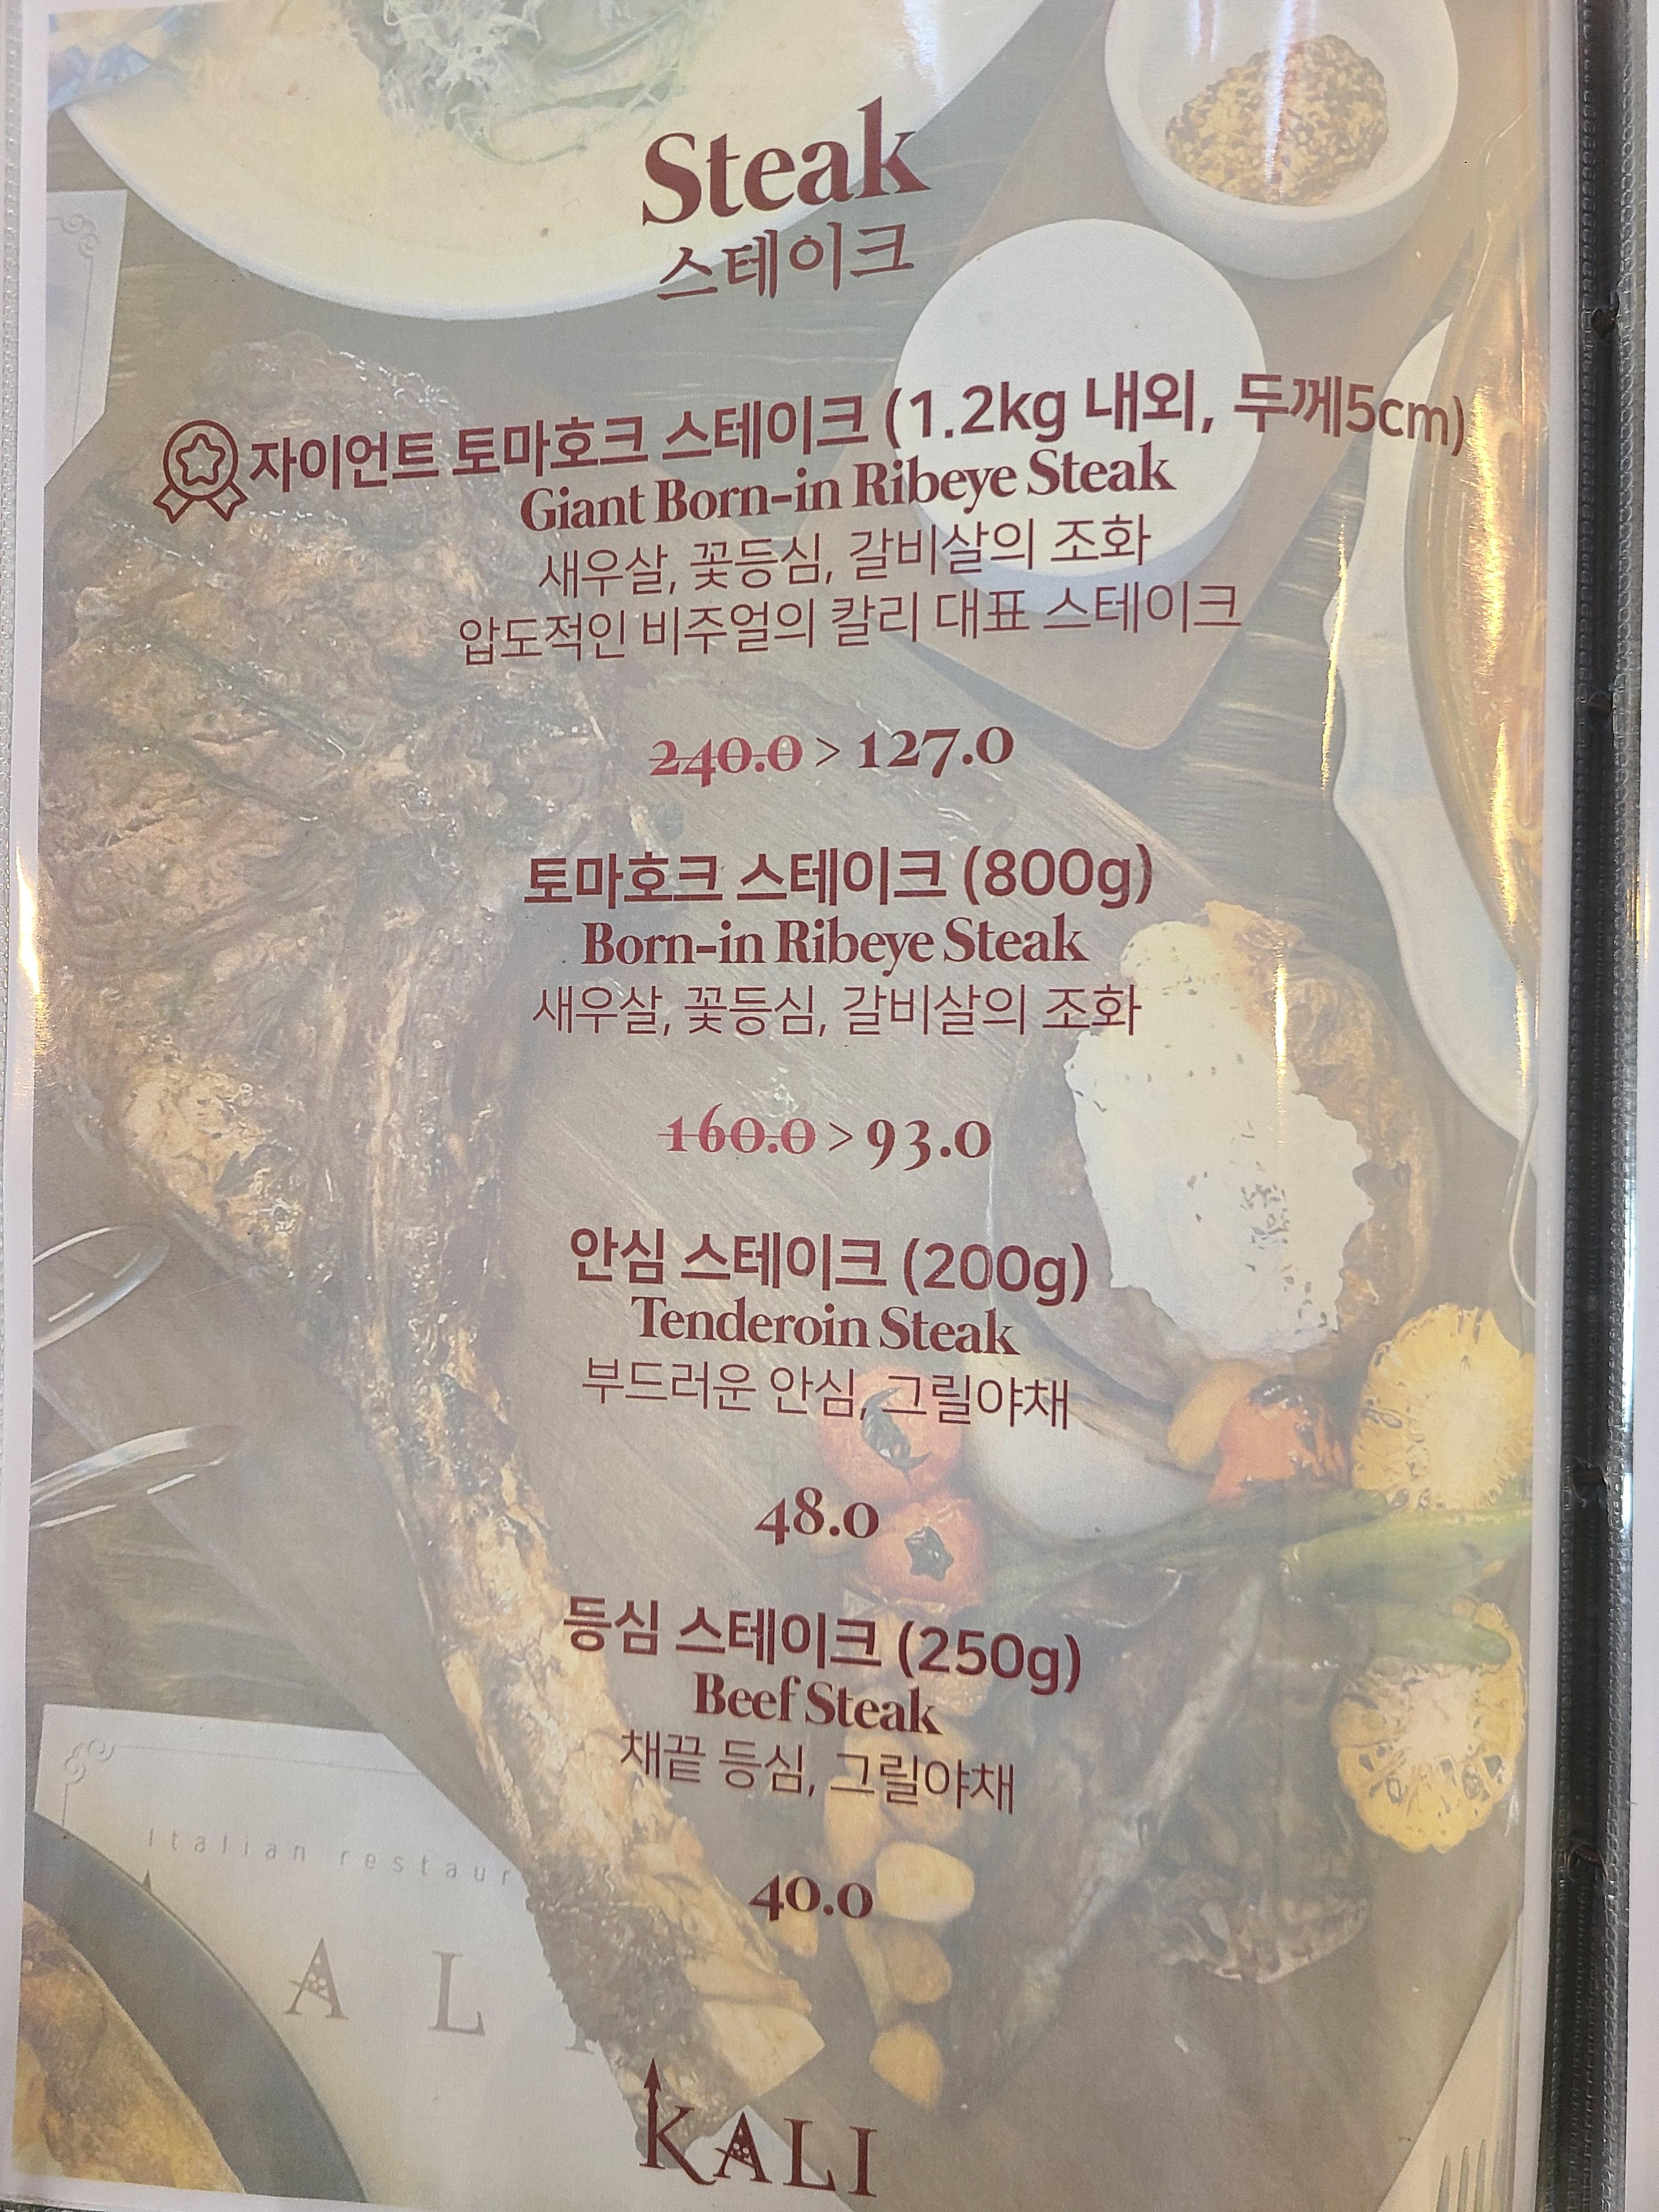 Steak
스테이크
자이언트 토마호크 스테이크 (1.2kg 내외, 두께5cm)
Giant Born-in Ribeye Steak
새우살, 꽃등심, 갈비살의 조화
압도적인 비주얼의 칼리 대표 스테이크
240.0 > 127.0
토마호크 스테이크 (800g)
Born-in Ribeye Steak
새우살, 꽃등심, 갈비살의 조화
160.0 > 93.0
안심 스테이크 (200g)
Tenderoin Steak
부드러운 안심, 그릴야채
48.0
등심 스테이크 (250g)
Beef Steak
채끝 등심, 그릴야채
40.0
Italian restaur
A L
KALI